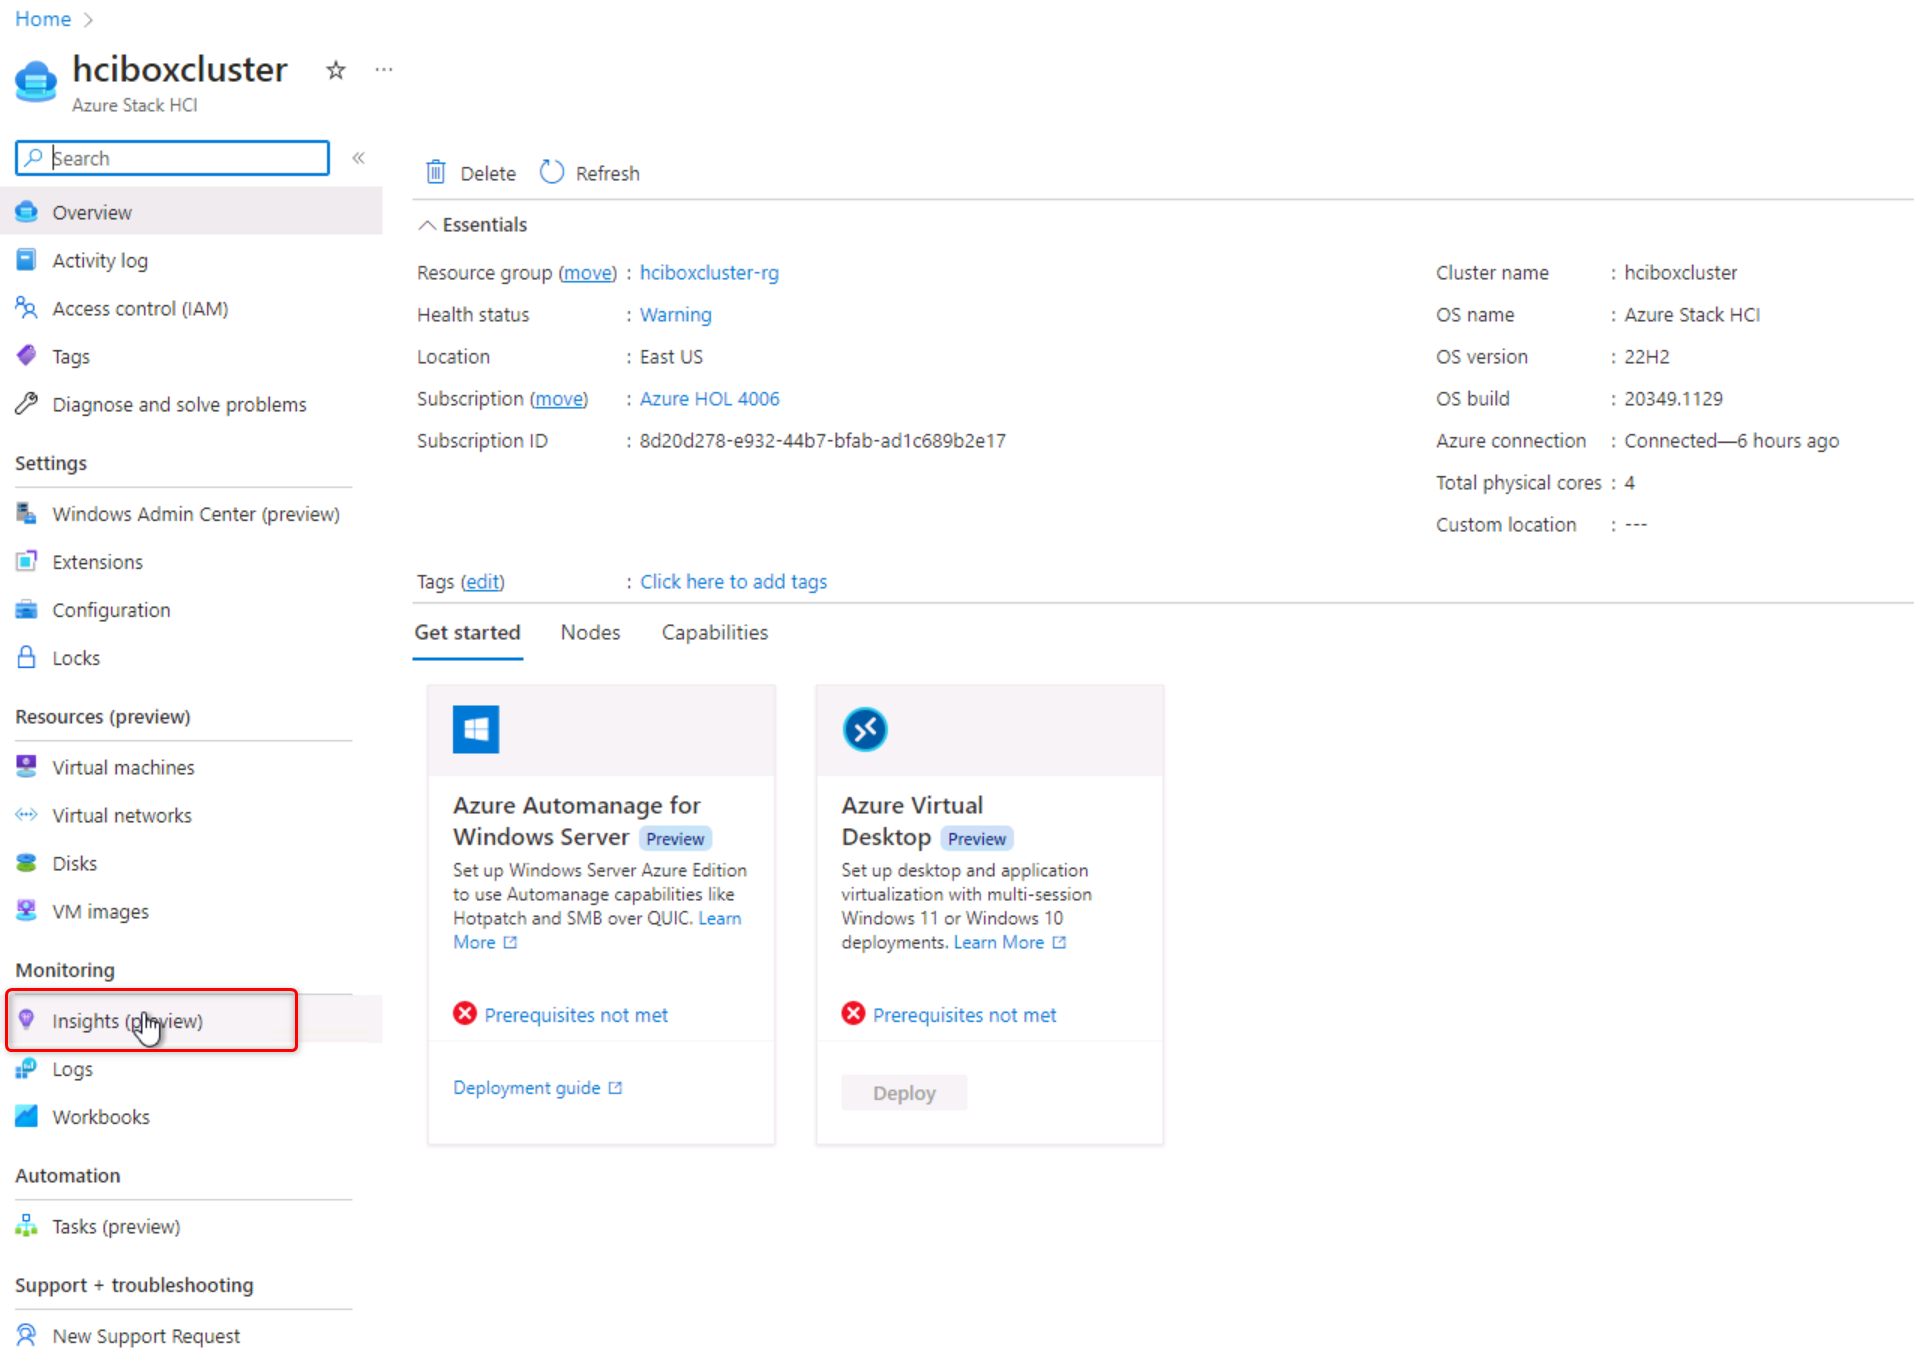 Home
hciboxcluster
Azure Stack HCI
Search
Overview
Activity log
Access control (IAM)
Tags
Diagnose and solve problems
Settings
Windows Admin Center (preview)
Extensions
Configuration
Locks
Resources (preview)
Virtual machines
Virtual networks
Disks
VM images
Monitoring
Insights (preview)
Logs
Workbooks
Automation
Tasks (preview)
Support + troubleshooting
New Support Request
Delete Refresh
Essentials
Resource group (move) : hciboxcluster-rg
Health status : Warning
Location : East US
Subscription (move) : Azure HOL 4006
Subscription ID : 8d20d278-e932-44b7-bfab-ad1c689b2e17
Cluster name : hciboxcluster
OS name : Azure Stack HCI
OS version : 22H2
OS build : 20349.1129
Azure connection : Connected—6 hours ago
Total physical cores : 4
Custom location : ---
Tags (edit) : Click here to add tags
Get started Nodes Capabilities
Azure Automanage for
Windows Server Preview
Set up Windows Server Azure Edition
to use Automanage capabilities like
Hotpatch and SMB over QUIC. Learn
More
Prerequisites not met
Deployment guide
Azure Virtual
Desktop Preview
Set up desktop and application
virtualization with multi-session
Windows 11 or Windows 10
deployments. Learn More
Prerequisites not met
Deploy